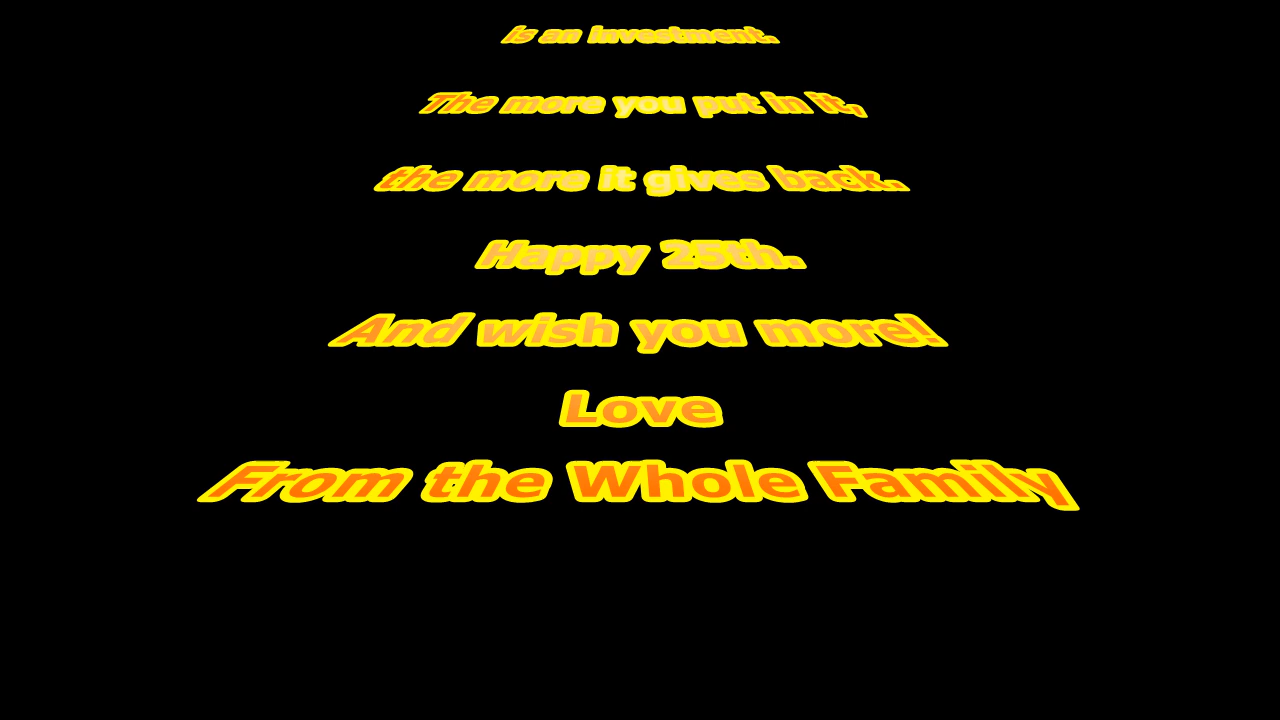 is an investment.
The more you put in it,
the more it gives back.
Happy 25th.
And wish you more!
Love
From the Whole Family